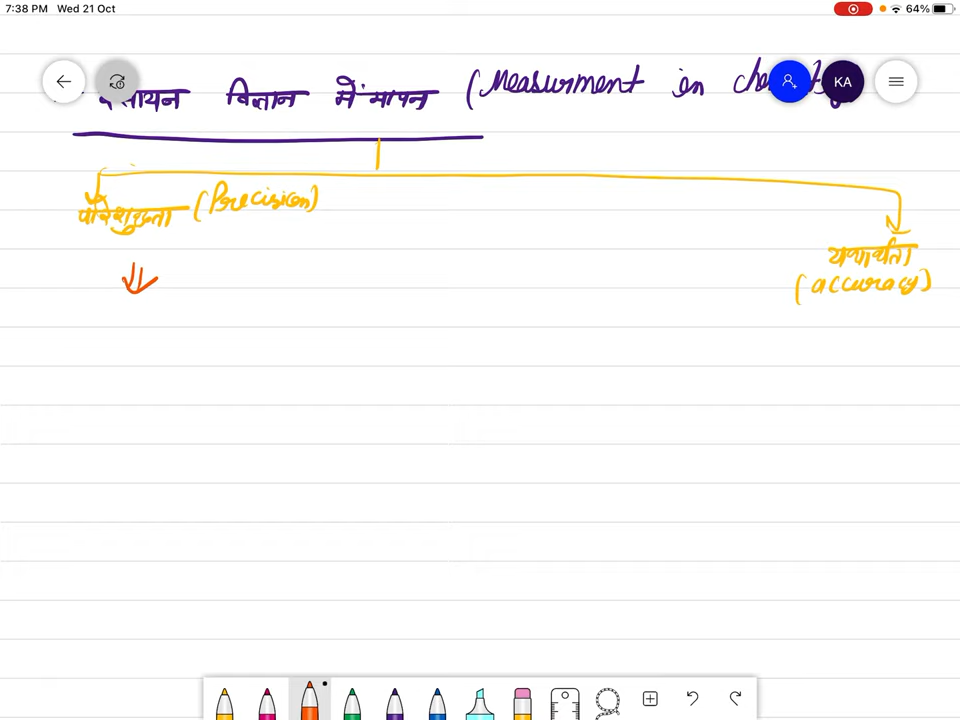 7:38 PM Wed 21 Oct
64%
रसायन विज्ञान में मापन (Measurment in
KA
परिशुद्धता (Precision)
यथार्थता
(accuracy)